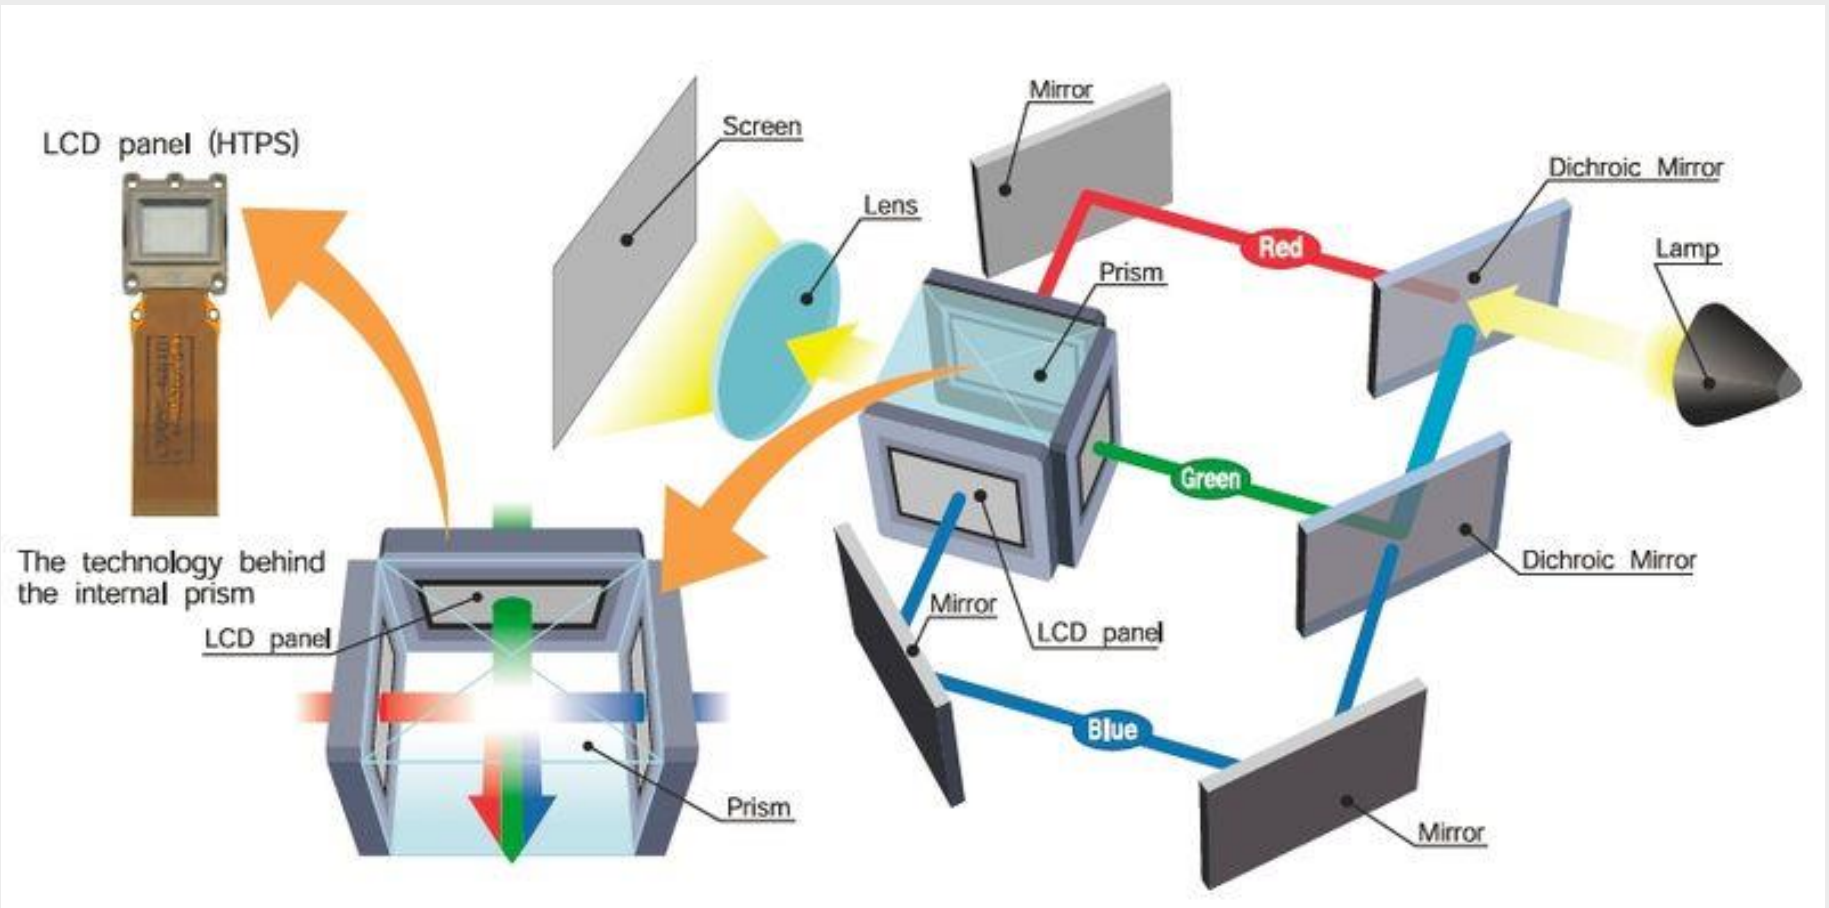 LCD panel (HTPS)
The technology behind
the internal prism
Screen
Lens
Mirror
Prism
Red
Dichroic Mirror
Lamp
Green
Dichroic Mirror
Mirror
LCD panel
Blue
Mirror
LCD panel
Prism